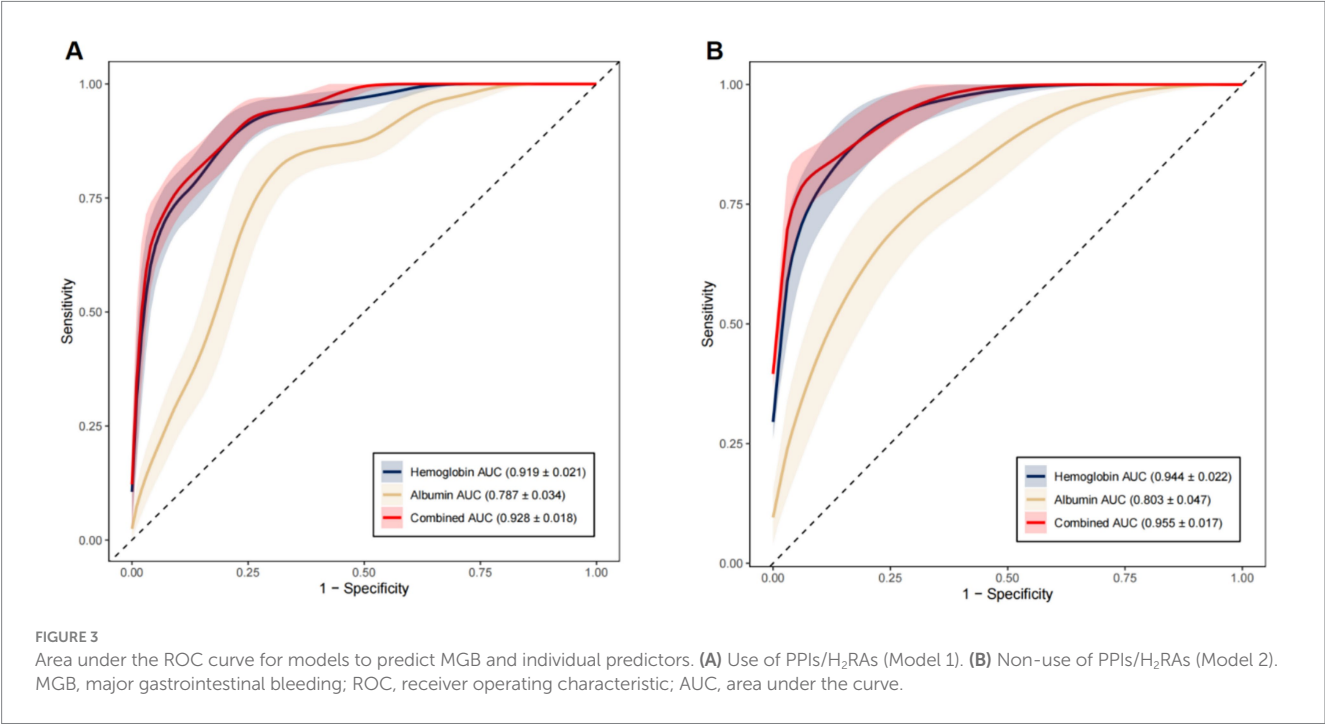 A
1.00
0.75
0.50
0.25
0.00
Sensitivity
Hemoglobin AUC (0.919 ± 0.021)
Albumin AUC (0.787 ± 0.034)
Combined AUC (0.928 ± 0.018)
0.00 0.25 0.50 0.75 1.00
1 − Specificity
B
1.00
0.75
0.50
0.25
0.00
Sensitivity
Hemoglobin AUC (0.944 ± 0.022)
Albumin AUC (0.803 ± 0.047)
Combined AUC (0.955 ± 0.017)
0.00 0.25 0.50 0.75 1.00
1 − Specificity
FIGURE 3
Area under the ROC curve for models to predict MGB and individual predictors. (A) Use of PPIs/H₂RAs (Model 1). (B) Non-use of PPIs/H₂RAs (Model 2).
MGB, major gastrointestinal bleeding; ROC, receiver operating characteristic; AUC, area under the curve.